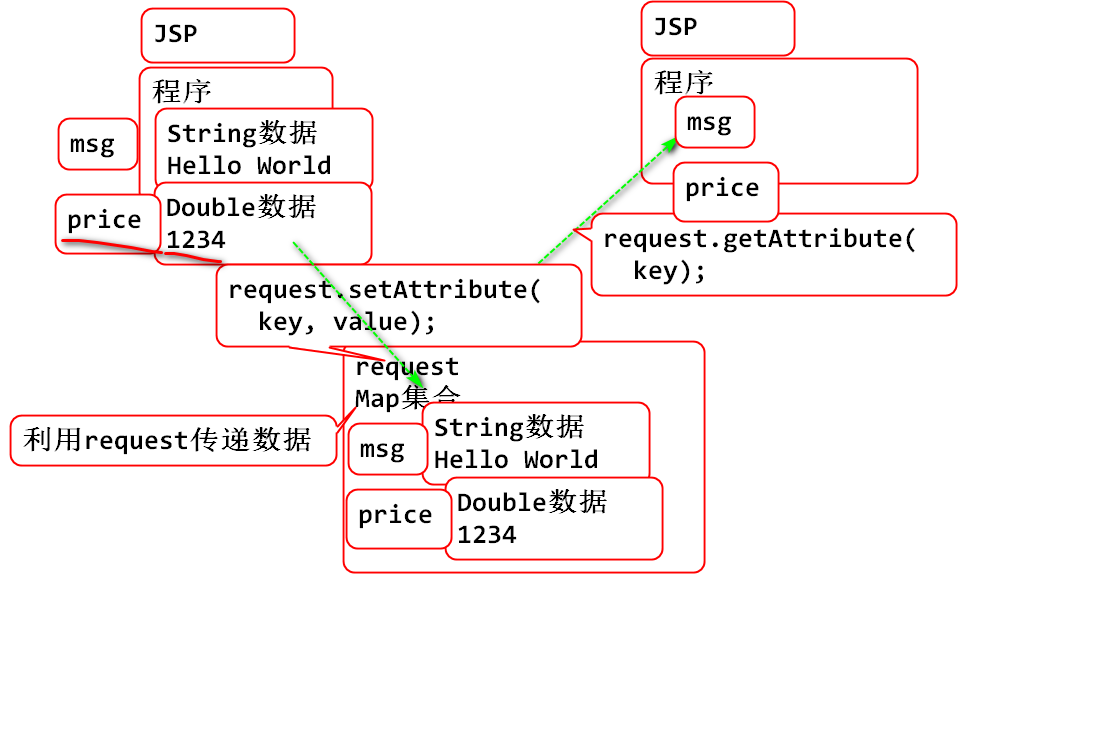 JSP
程序
msg
String数据
Hello World
price
Double数据
1234
request.setAttribute(
key, value);
JSP
程序
msg
price
request.getAttribute(
key);
利用request传递数据
request
Map集合
msg
String数据
Hello World
price
Double数据
1234